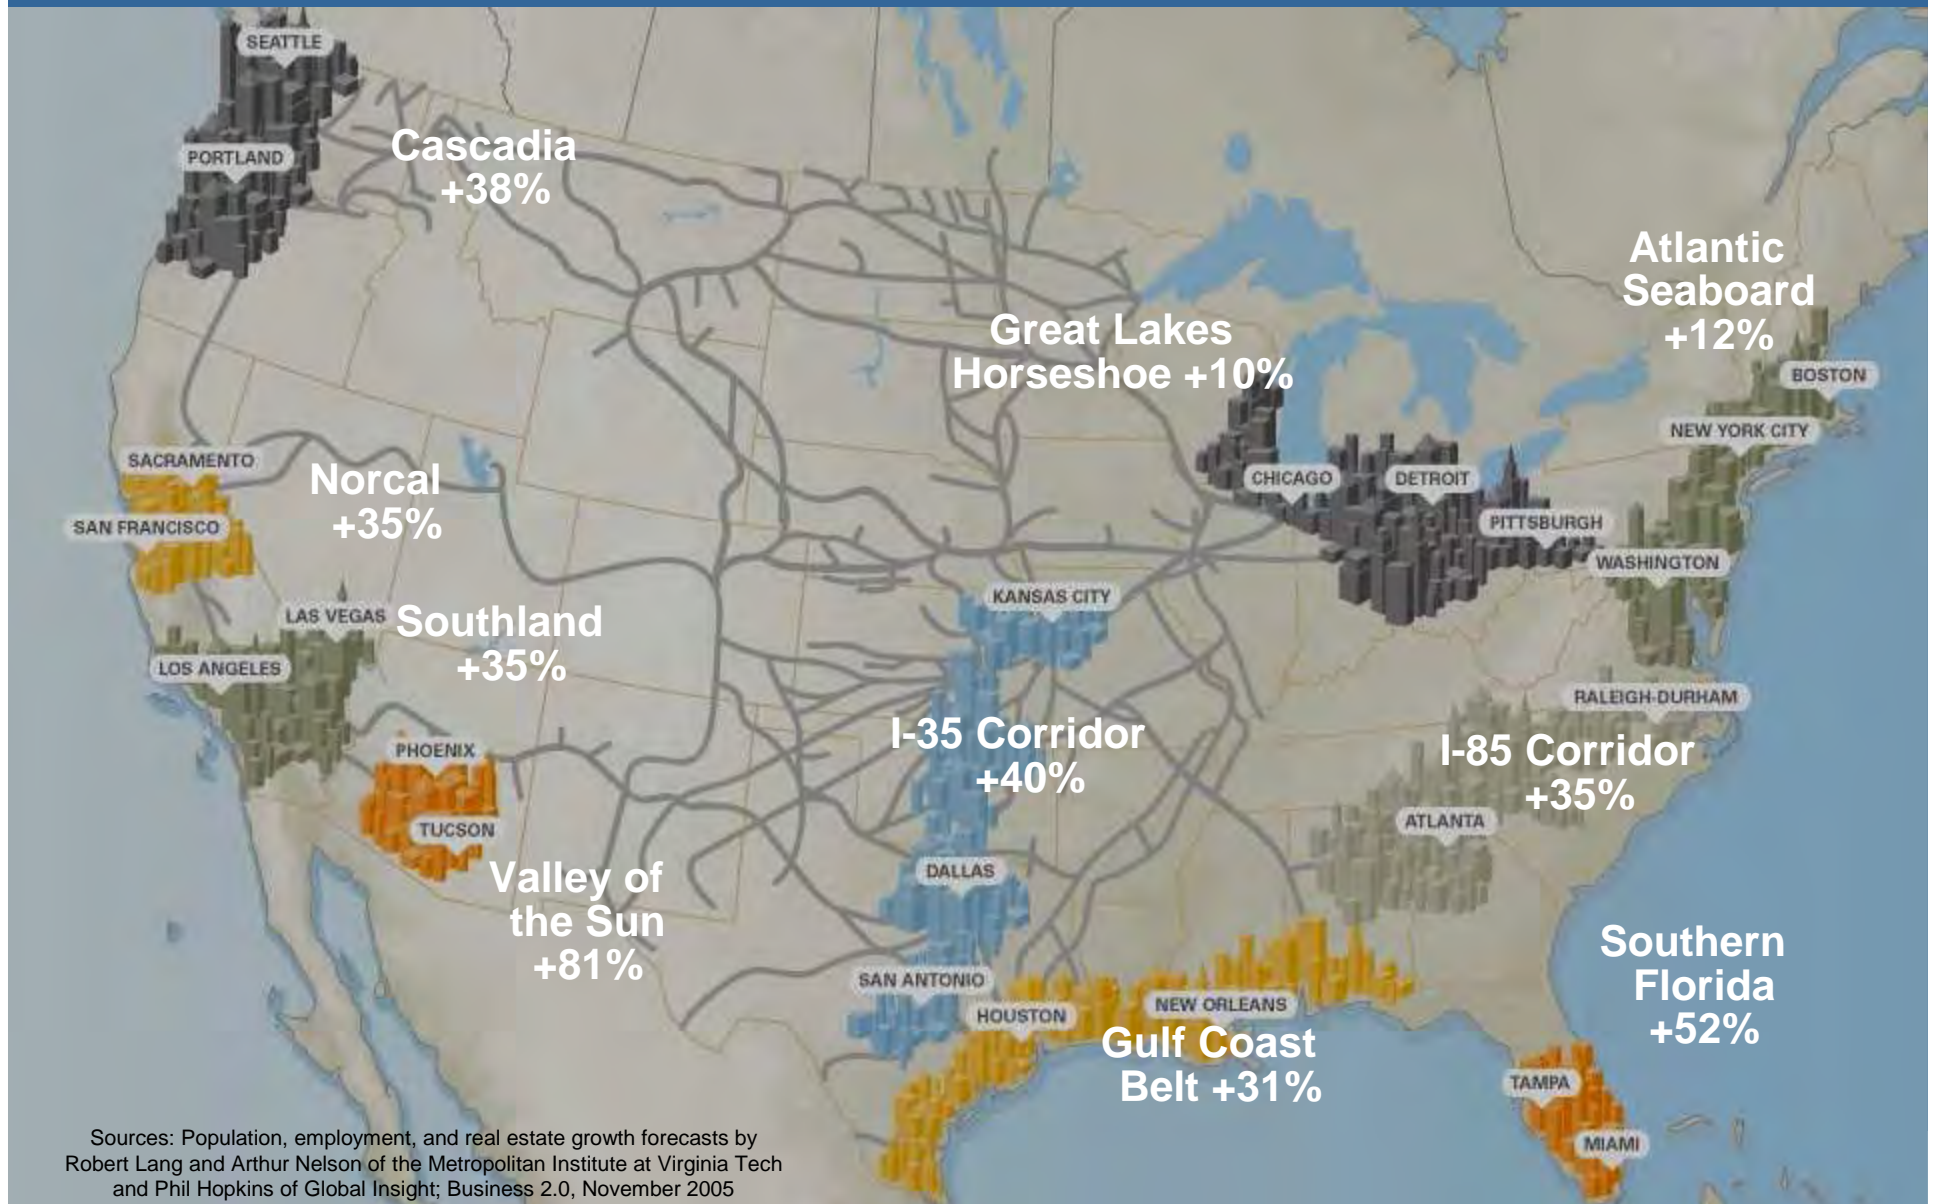 SEATTLE
PORTLAND
Cascadia
+38%
Atlantic
Seaboard
+12%
Great Lakes
Horseshoe +10%
BOSTON
NEW YORK CITY
SACRAMENTO
Norcal
+35%
SAN FRANCISCO
CHICAGO
DETROIT
PITTSBURGH
WASHINGTON
KANSAS CITY
LAS VEGAS
Southland
+35%
LOS ANGELES
RALEIGH-DURHAM
I-35 Corridor
+40%
I-85 Corridor
+35%
PHOENIX
TUCSON
ATLANTA
Valley of
the Sun
+81%
DALLAS
Southern
Florida
+52%
SAN ANTONIO
HOUSTON
NEW ORLEANS
Gulf Coast
Belt +31%
TAMPA
MIAMI
Sources: Population, employment, and real estate growth forecasts by
Robert Lang and Arthur Nelson of the Metropolitan Institute at Virginia Tech
and Phil Hopkins of Global Insight; Business 2.0, November 2005